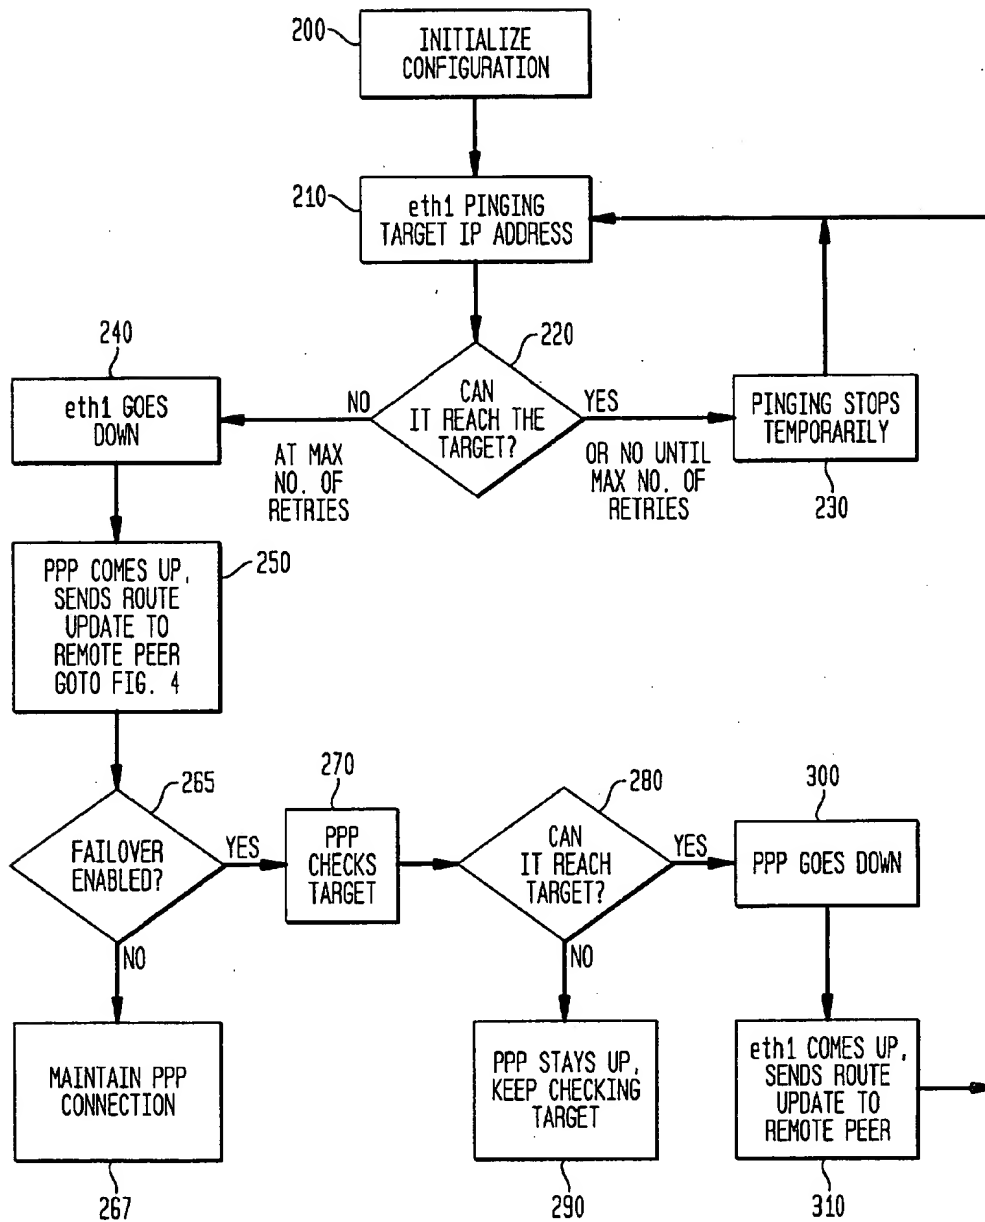 200
INITIALIZE
CONFIGURATION
210
eth1 PINGING
TARGET IP ADDRESS
220
CAN
IT REACH THE
TARGET?
NO
AT MAX
NO. OF
RETRIES
YES
OR NO UNTIL
MAX NO. OF
RETRIES
PINGING STOPS
TEMPORARILY
230
240
eth1 GOES
DOWN
250
PPP COMES UP,
SENDS ROUTE
UPDATE TO
REMOTE PEER
GOTO FIG. 4
265
FAILOVER
ENABLED?
YES
NO
MAINTAIN PPP
CONNECTION
267
270
PPP
CHECKS
TARGET
280
CAN
IT REACH
TARGET?
YES
NO
PPP STAYS UP,
KEEP CHECKING
TARGET
290
300
PPP GOES DOWN
eth1 COMES UP,
SENDS ROUTE
UPDATE TO
REMOTE PEER
310